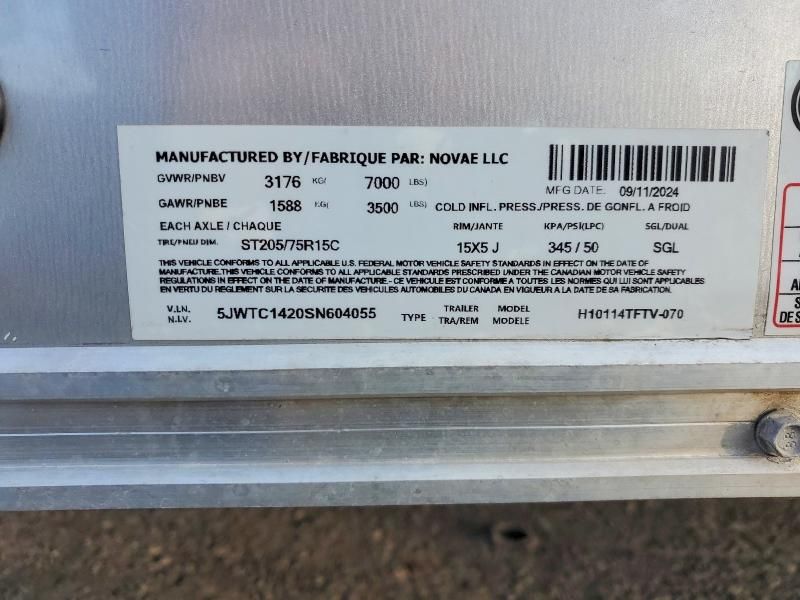 MANUFACTURED BY/FABRIQUE PAR: NOVAE LLC
GVWR/PNBV 3176 KG( 7000 LBS) MFG DATE: 09/11/2024
GAWR/PNBE 1588 KG( 3500 LBS) COLD INFL. PRESS./PRESS. DE GONFL. A FROID
EACH AXLE / CHAQUE RIM/JANTE KPA/PSI(LPC) SGL/DUAL
TIRE/PNEU DIM. ST205/75R15C 15X5 J 345 / 50 SGL
THIS VEHICLE CONFORMS TO ALL APPLICABLE U.S. FEDERAL MOTOR VEHICLE SAFETY STANDARDS IN EFFECT ON THE DATE OF
MANUFACTURE.THIS VEHICLE CONFORMS TO ALL APPLICABLE STANDARDS PRESCRIBED UNDER THE CANADIAN MOTOR VEHICLE SAFETY
REGULATIONS IN EFFECT ON THE DATE OF MANUFACTURE.- CE VEHICULE EST CONFORME A TOUTES LES NORMES QUI LUI SONT APPLICABLES
EN VERTU DU REGLEMENT SUR LA SECURITE DES VEHICULES AUTOMOBILES DU CANADA EN VIGUEUR A LA DATE DE SA FABRICATION.
V.I.N. TRAILER MODEL
N.I.V. 5JWTC1420SN604055 TYPE TRA/REM MODELE H10114TFTV-070